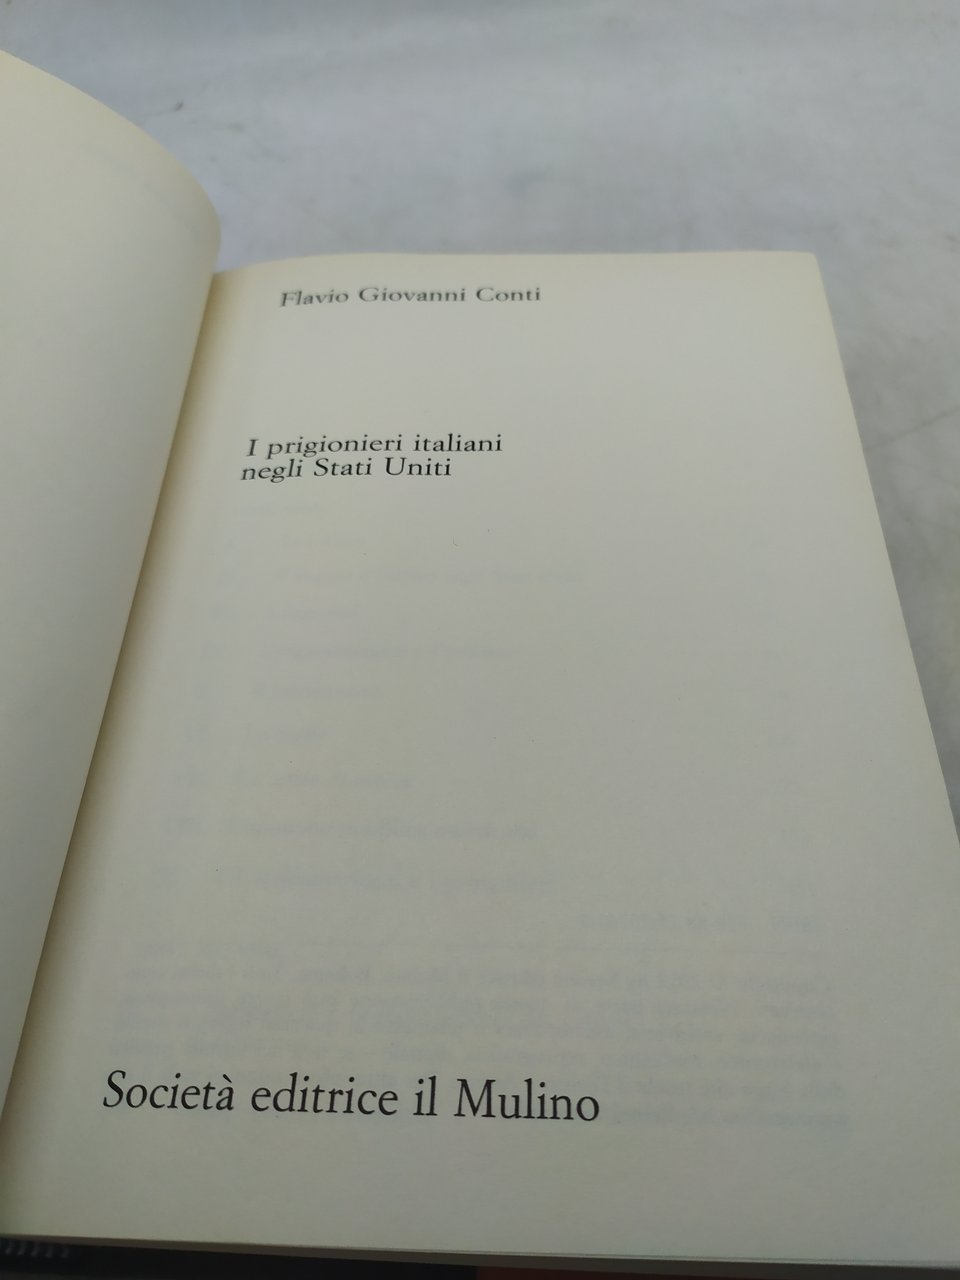 Flavio Giovanni Conti
I prigionieri italiani
negli Stati Uniti
Società editrice il Mulino